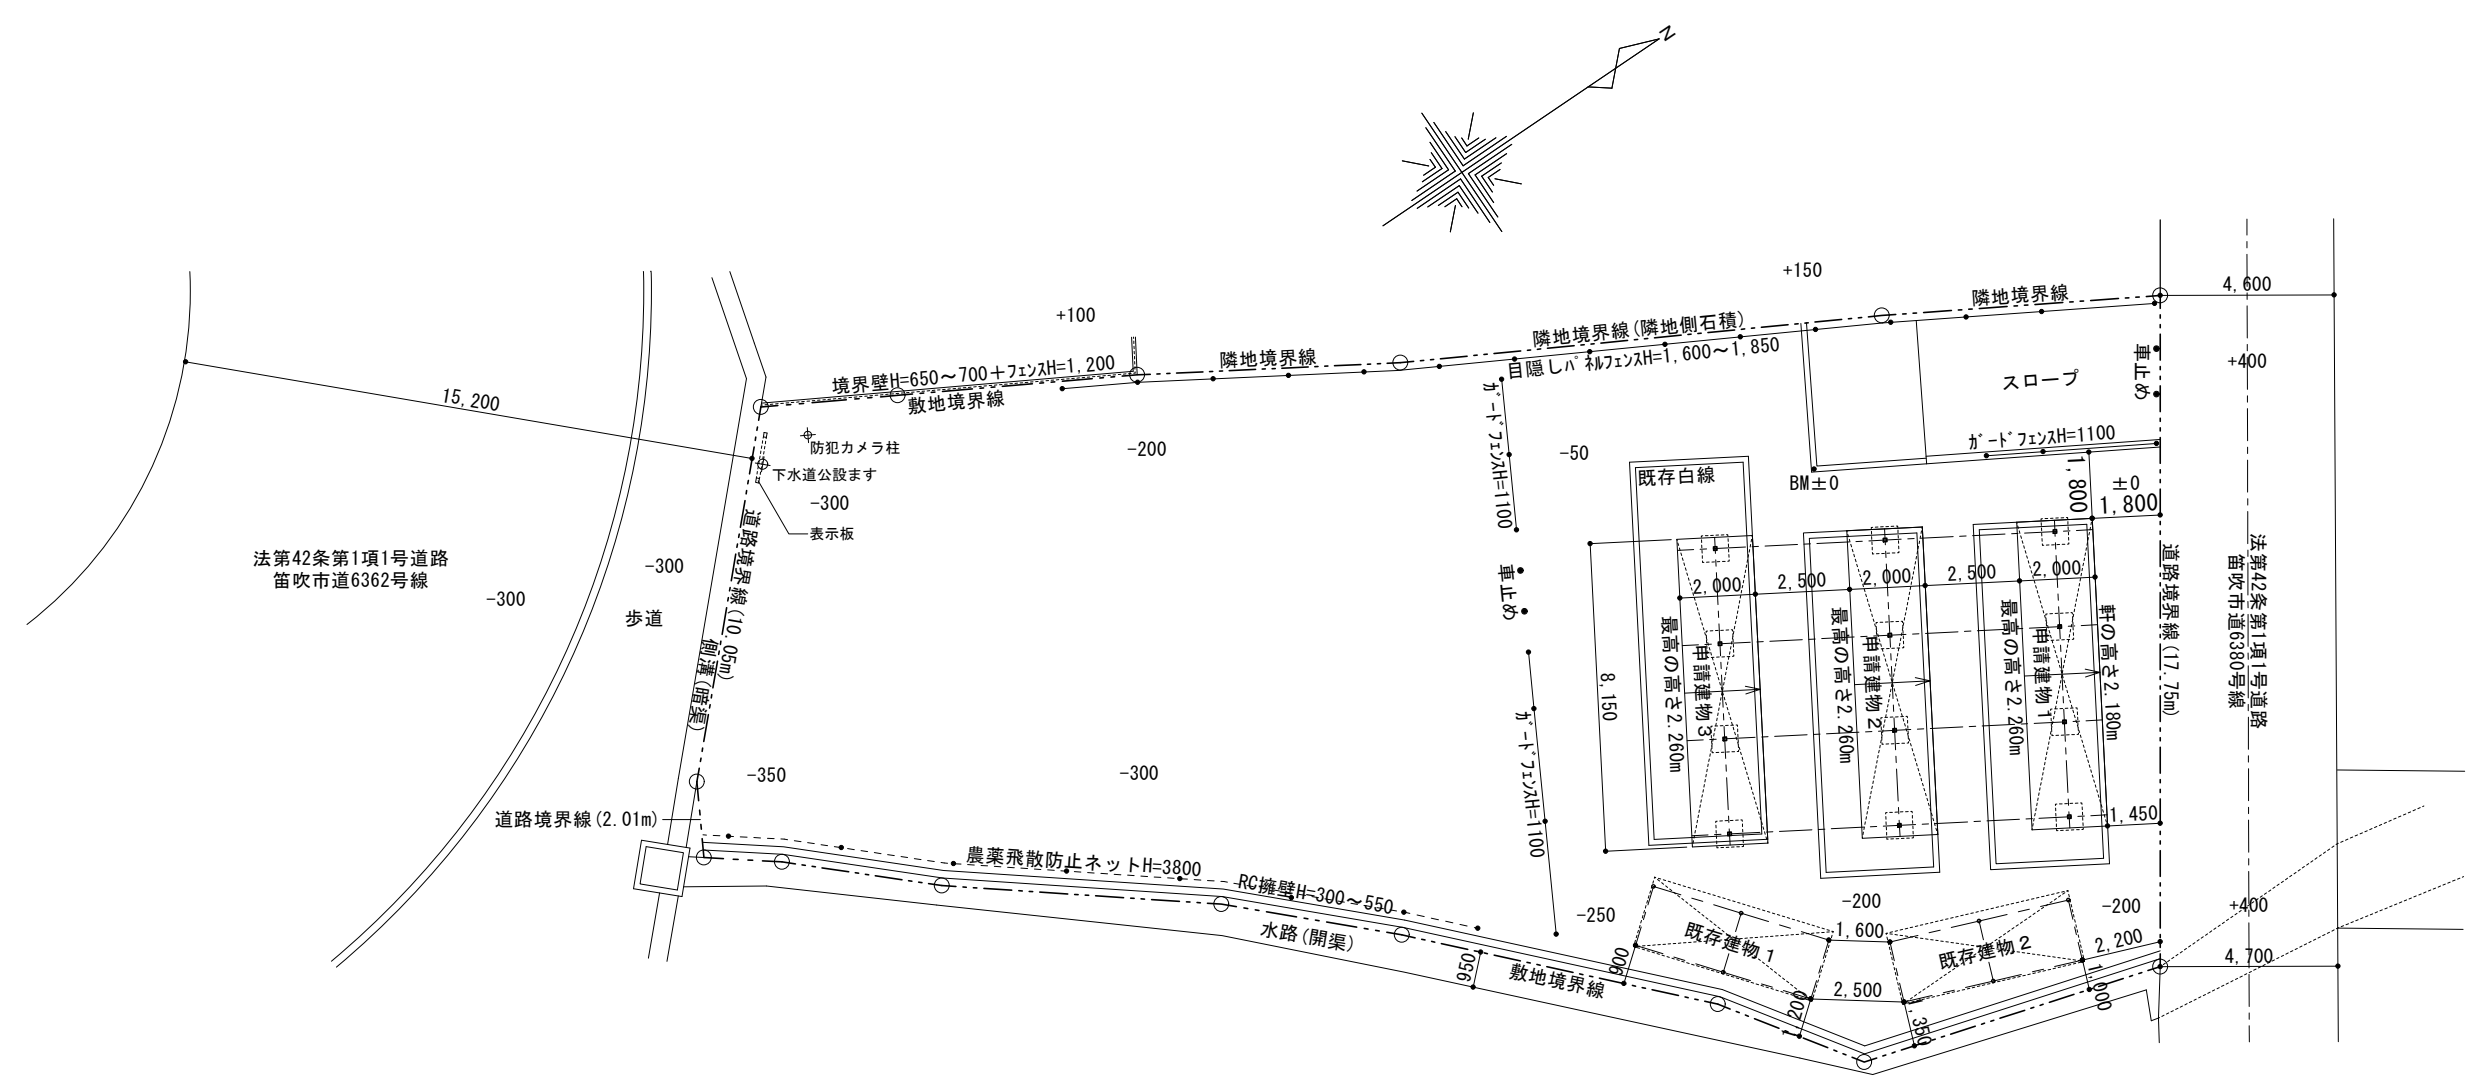 N
+150
4,600
隣地境界線
+100
隣地境界線(隣地側石積)
目隠しパネルフェンスH=1,600〜1,850
隣地境界線
境界壁H=650〜700+フェンスH=1,200
敷地境界線
車止め
+400
スロープ
15,200
ガードフェンスH=1100
防犯カメラ柱
下水道公設ます
-300
表示板
-200
ガードフェンスH=1100
-50
既存白線
ガードフェンスH=1100
BM±0
1,800
±0
1,800
法第42条第1項1号道路
笛吹市道6362号線
-300
-300
歩道
道路境界線(10.05m)
側溝(暗渠)
車止め
2,000
2,500
2,000
2,500
2,000
8,150
最高の高さ2.260m
申請建物3
最高の高さ2.260m
申請建物2
最高の高さ2.260m
申請建物1
軒の高さ2.180m
道路境界線(17.75m)
法第42条第1項1号道路
笛吹市道6380号線
-350
-300
道路境界線(2.01m)
1,450
農薬飛散防止ネットH=3800
RC擁壁H=300〜550
水路(開渠)
-250
-200
-200
+400
既存建物1
1,600
既存建物2
2,200
4,700
950
敷地境界線
900
2,500
1,200
1,350
1,000